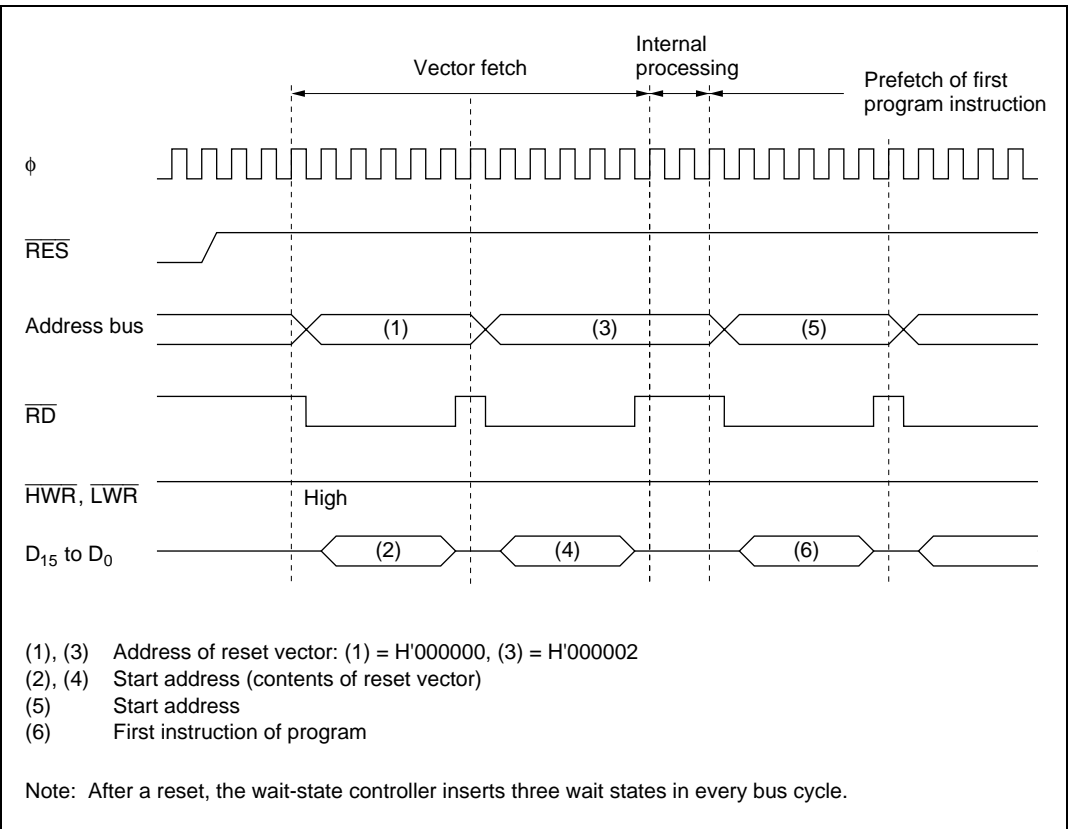 Internal
processing
Vector fetch
Prefetch of first
program instruction
φ
RES
Address bus
(1)
(3)
(5)
RD
HWR, LWR
High
D15 to D0
(2)
(4)
(6)
(1), (3) Address of reset vector: (1) = H'000000, (3) = H'000002
(2), (4) Start address (contents of reset vector)
(5) Start address
(6) First instruction of program
Note: After a reset, the wait-state controller inserts three wait states in every bus cycle.